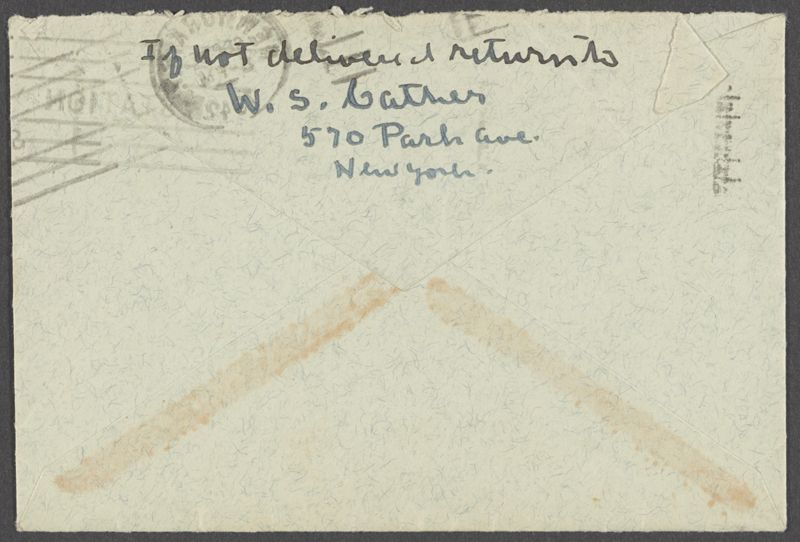 If not delivered return to
W. S. Cather
570 Park Ave.
New York.